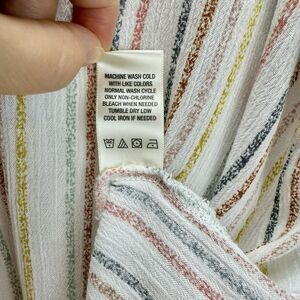 MACHINE WASH COLD
WITH LIKE COLORS
NORMAL WASH CYCLE
ONLY NON-CHLORINE
BLEACH WHEN NEEDED
TUMBLE DRY LOW
COOL IRON IF NEEDED